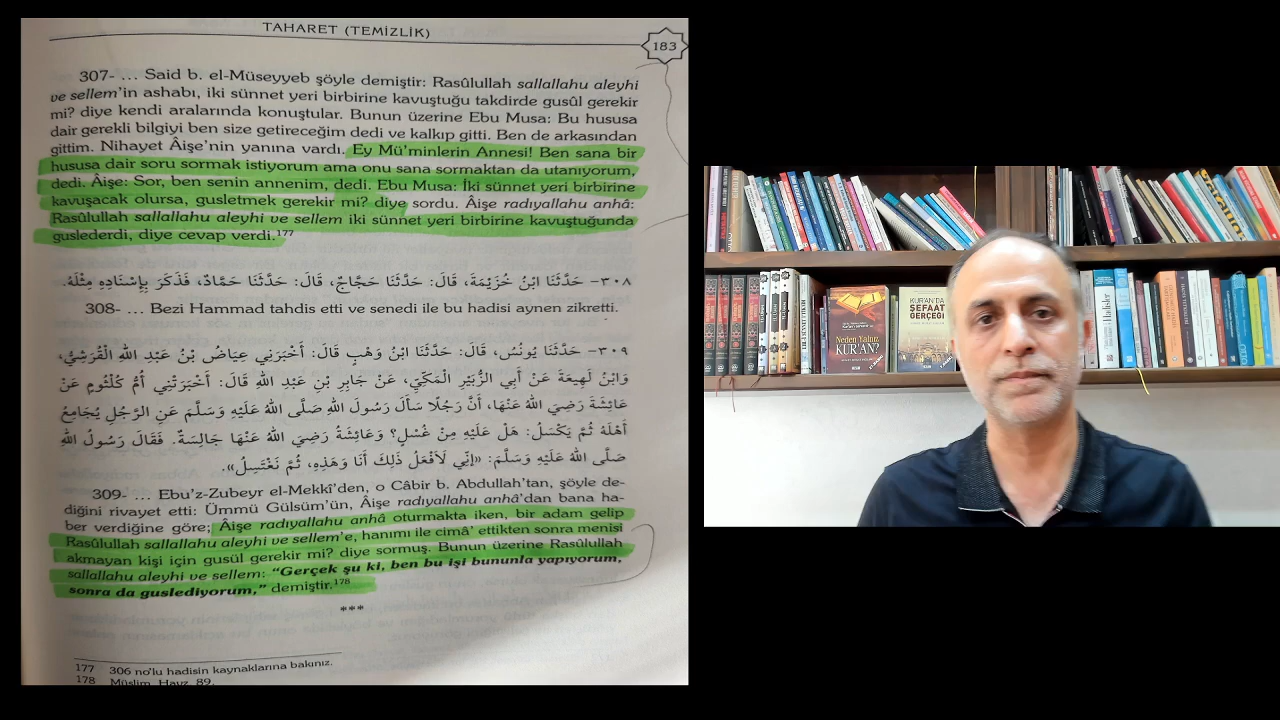 TAHARET (TEMİZLİK)
183
307- ... Said b. el-Müseyyeb şöyle demiştir: Rasûlullah sallallahu aleyhi
ve sellem'in ashabı, iki sünnet yeri birbirine kavuştuğu takdirde gusûl gerekir
mi? diye kendi aralarında konuştular. Bunun üzerine Ebu Musa: Bu hususa
dair gerekli bilgiyi ben size getireceğim dedi ve kalkıp gitti. Ben de arkasından
gittim. Nihayet Âişe'nin yanına vardı. Ey Mü'minlerin Annesi! Ben sana bir
hususa dair soru sormak istiyorum ama onu sana sormaktan da utanıyorum,
dedi. Âişe: Sor, ben senin annenim, dedi. Ebu Musa: İki sünnet yeri birbirine
kavuşacak olursa, gusletmek gerekir mi? diye sordu. Âişe radıyallahu anhâ:
Rasûlullah sallallahu aleyhi ve sellem iki sünnet yeri birbirine kavuştuğunda
guslederdi, diye cevap verdi.177
٣٠٨- حَدَّثَنَا ابْنُ خُزَيْمَةَ، قَالَ: حَدَّثَنَا حَجَّاجٌ، قَالَ: حَدَّثَنَا حَمَّادٌ، فَذَكَرَ بِإِسْنَادِهِ مِثْلَهُ.
308- ... Bezi Hammad tahdis etti ve senedi ile bu hadisi aynen zikretti.
٣٠٩- حَدَّثَنَا يُونُسُ، قَالَ: حَدَّثَنَا ابْنُ وَهْبٍ قَالَ: أَخْبَرَنِي عِيَاضُ بْنُ عَبْدِ اللهِ الْقُرَشِيُّ،
وَابْنُ لَهِيعَةَ عَنْ أَبِي الزُّبَيْرِ الْمَكِّيِّ، عَنْ جَابِرِ بْنِ عَبْدِ اللهِ قَالَ: أَخْبَرَتْنِي أُمُّ كُلْثُومٍ عَنْ
عَائِشَةَ رَضِيَ اللهُ عَنْهَا، أَنَّ رَجُلًا سَأَلَ رَسُولَ اللهِ صَلَّى اللهُ عَلَيْهِ وَسَلَّمَ عَنِ الرَّجُلِ يُجَامِعُ
أَهْلَهُ ثُمَّ يَكْسَلُ: هَلْ عَلَيْهِ مِنْ غُسْلٍ؟ وَعَائِشَةُ رَضِيَ اللهُ عَنْهَا جَالِسَةٌ. فَقَالَ رَسُولُ اللهِ
صَلَّى اللهُ عَلَيْهِ وَسَلَّمَ: «إِنِّي لَأَفْعَلُ ذَلِكَ أَنَا وَهَذِهِ، ثُمَّ نَغْتَسِلُ».
309- ... Ebu'z-Zubeyr el-Mekkî'den, o Câbir b. Abdullah'tan, şöyle de-
diğini rivayet etti: Ümmü Gülsüm'ün, Âişe radıyallahu anhâ'dan bana ha-
ber verdiğine göre; Âişe radıyallahu anhâ oturmakta iken, bir adam gelip
Rasûlullah sallallahu aleyhi ve sellem'e, hanımı ile cimâ' ettikten sonra menisi
akmayan kişi için gusül gerekir mi? diye sormuş. Bunun üzerine Rasûlullah
sallallahu aleyhi ve sellem: "Gerçek şu ki, ben bu işi bununla yapıyorum,
sonra da guslediyorum," demiştir.178
***
177 306 no'lu hadisin kaynaklarına bakınız.
178 Müslim, Hayz, 89.
Neden Yalnız
KUR'AN?
KUR'AN'DA
ŞEFAAT
GERÇEĞİ